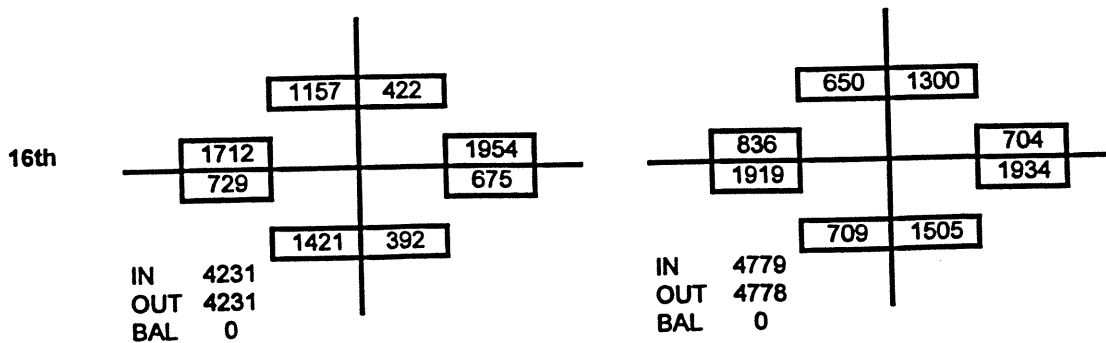 1157 422
650 1300
16th
1712
729
1954
675
836
1919
704
1934
1421 392
709 1505
IN 4231
OUT 4231
BAL 0
IN 4779
OUT 4778
BAL 0